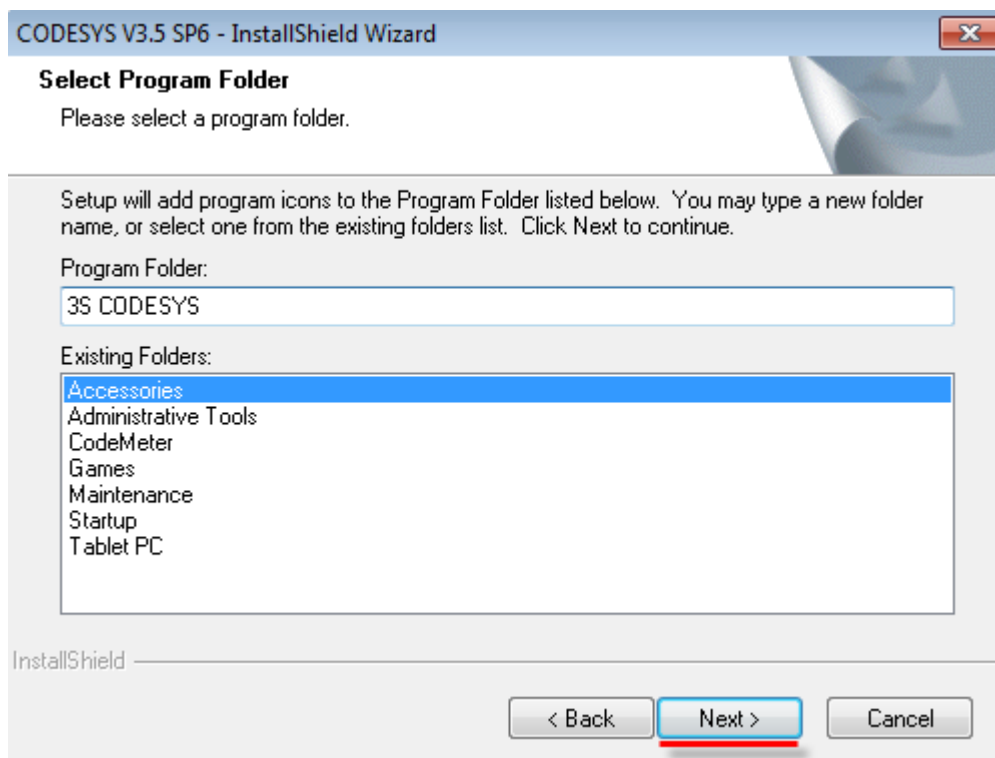 CODESYS V3.5 SP6 - InstallShield Wizard
Select Program Folder
Please select a program folder.
Setup will add program icons to the Program Folder listed below.  You may type a new folder
name, or select one from the existing folders list.  Click Next to continue.
Program Folder:
3S CODESYS
Existing Folders:
Accessories
Administrative Tools
CodeMeter
Games
Maintenance
Startup
Tablet PC
InstallShield
< Back Next > Cancel